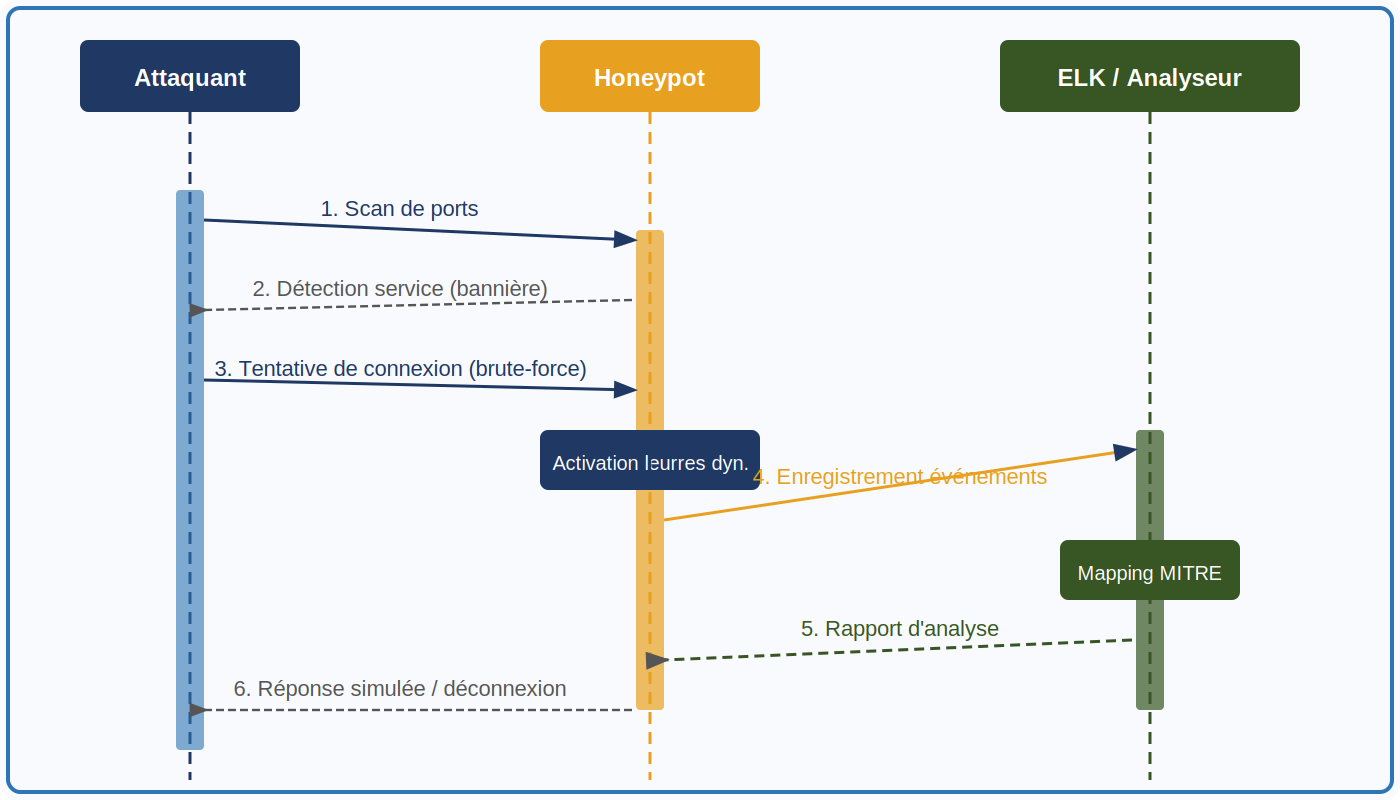 Attaquant
Honeypot
ELK / Analyseur
1. Scan de ports
2. Détection service (bannière)
3. Tentative de connexion (brute-force)
Activation leurres dyn.
4. Enregistrement événements
Mapping MITRE
5. Rapport d'analyse
6. Réponse simulée / déconnexion